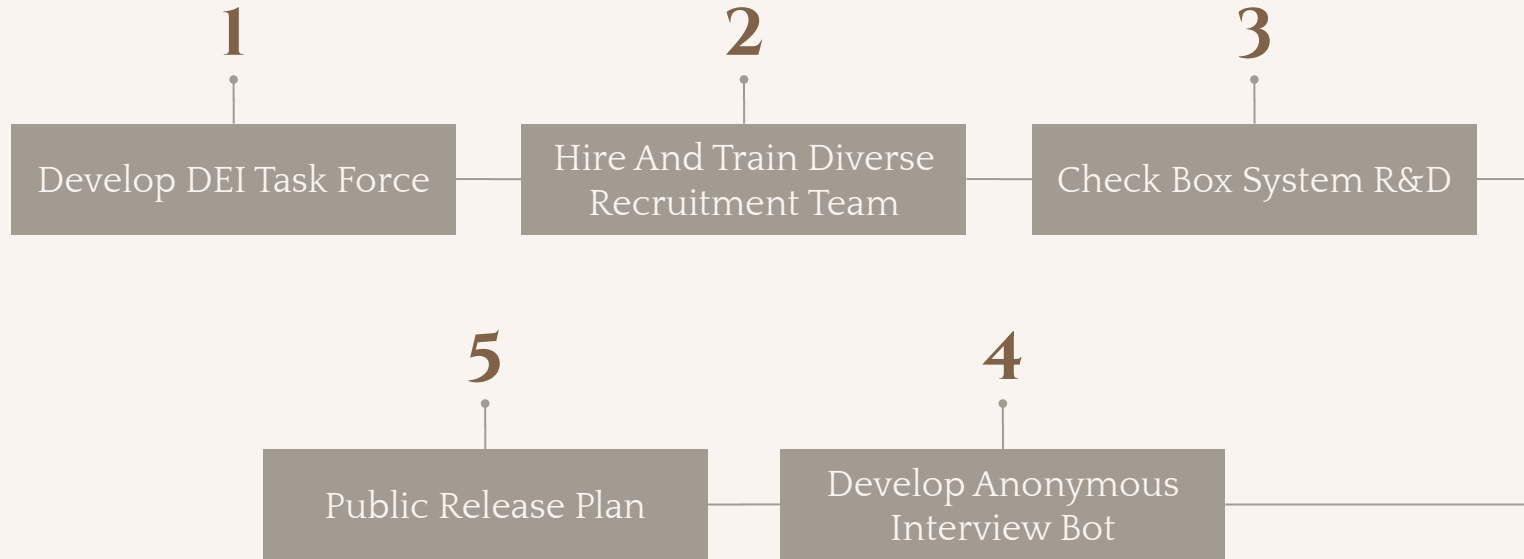 1
2
3
Develop DEI Task Force
Hire And Train Diverse
Recruitment Team
Check Box System R&D
4
5
Develop Anonymous
Interview Bot
Public Release Plan